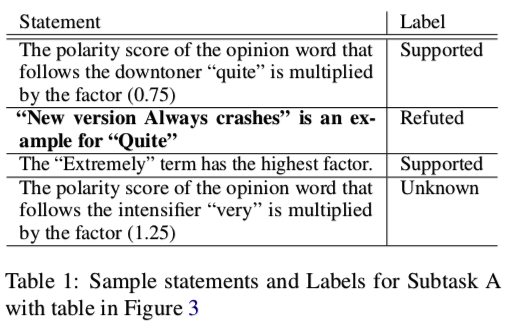 Statement Label
The polarity score of the opinion word that Supported
follows the downtoner “quite” is multiplied
by the factor (0.75)
“New version Always crashes” is an ex- Refuted
ample for “Quite”
The “Extremely” term has the highest factor. Supported
The polarity score of the opinion word that Unknown
follows the intensifier “very” is multiplied
by the factor (1.25)
Table 1: Sample statements and Labels for Subtask A
with table in Figure 3